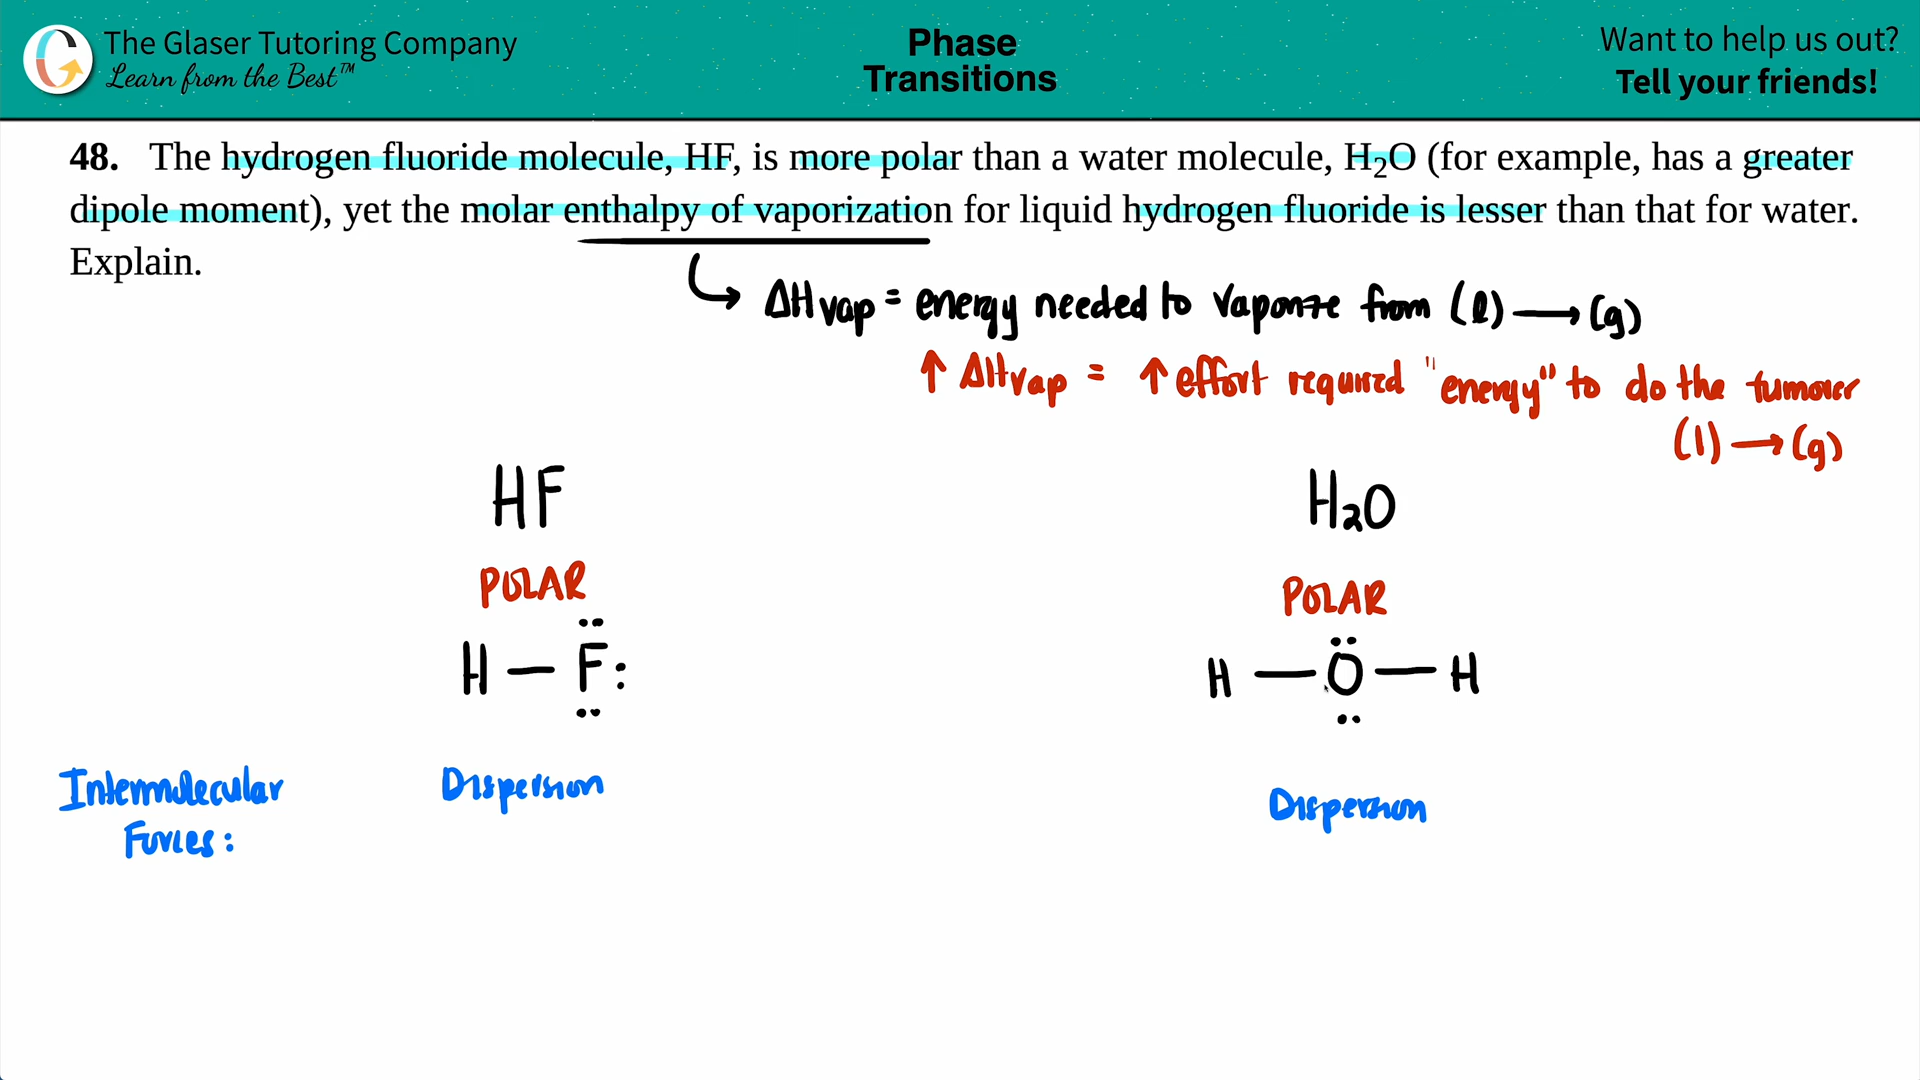 The Glaser Tutoring Company
Learn from the Best™
Phase
Transitions
Want to help us out?
Tell your friends!
48. The hydrogen fluoride molecule, HF, is more polar than a water molecule, H₂O (for example, has a greater
dipole moment), yet the molar enthalpy of vaporization for liquid hydrogen fluoride is lesser than that for water.
Explain.
ΔHvap = energy needed to vaporize from (l) → (g)
↑ ΔHvap = ↑ effort required "energy" to do the turnover
(l) → (g)
HF
H₂O
POLAR
POLAR
H — F
H — O — H
Intermolecular
Forces:
Dispersion
Dispersion